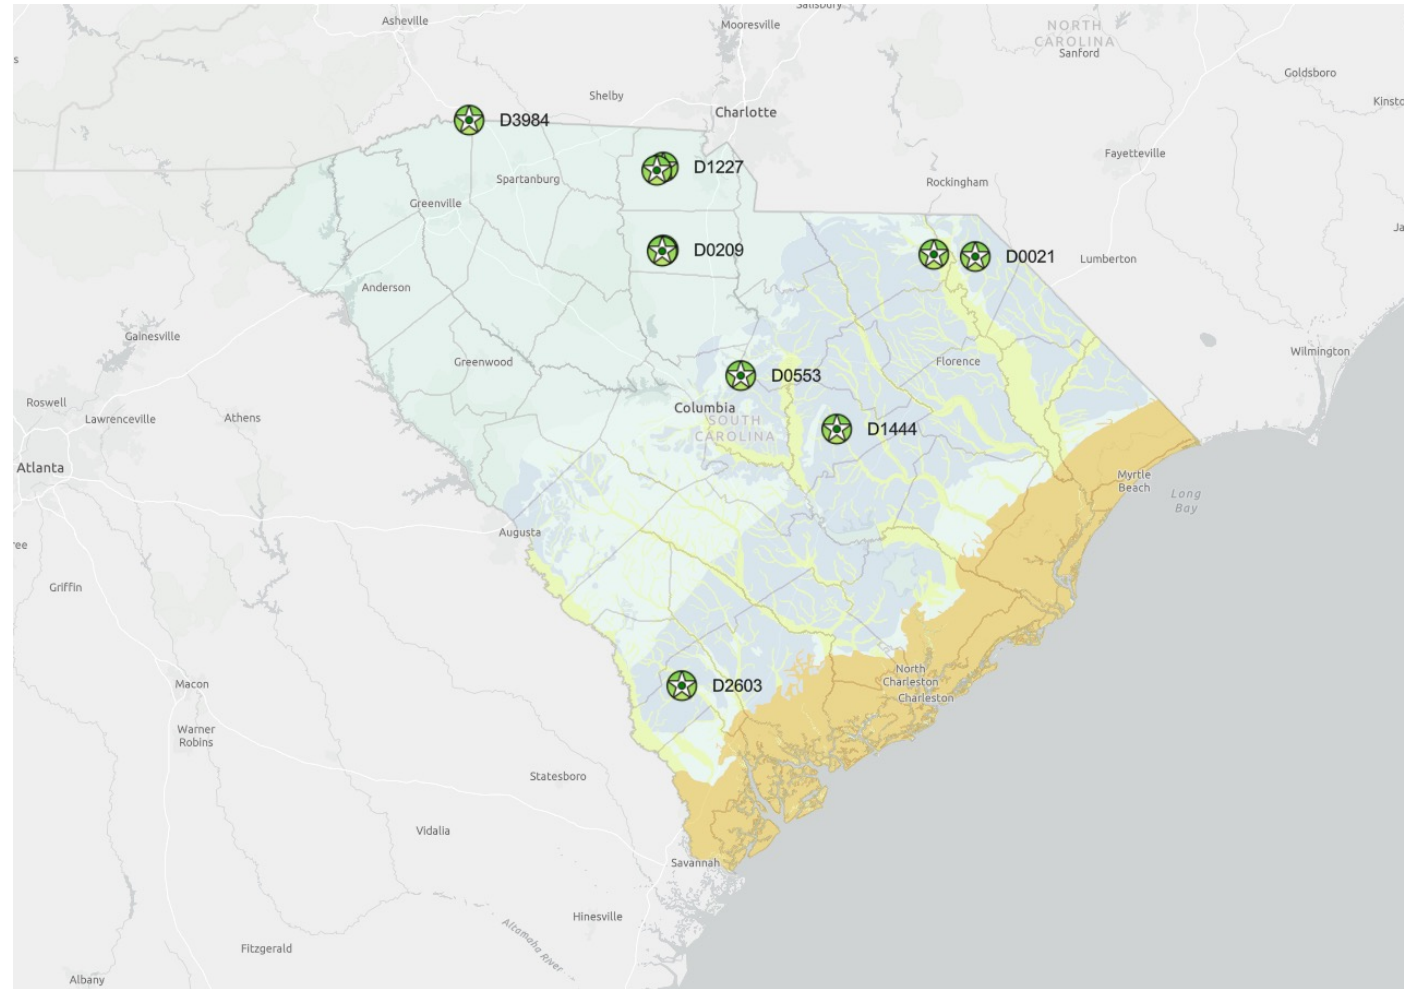 Salisbury
Asheville
Mooresville
NORTH
CAROLINA
Sanford
Goldsboro
Shelby
Charlotte
D3984
Fayetteville
D1227
Spartanburg
Rockingham
Greenville
D0209
D0021
Lumberton
Anderson
Gainesville
Wilmington
Greenwood
Florence
D0553
Roswell
Columbia
Lawrenceville
Athens
SOUTH
CAROLINA
D1444
Atlanta
Myrtle
Beach
Long
Bay
Augusta
Griffin
North
Charleston
Charleston
Macon
D2603
Warner
Robins
Statesboro
Vidalia
Savannah
Hinesville
Altamaha River
Fitzgerald
Albany